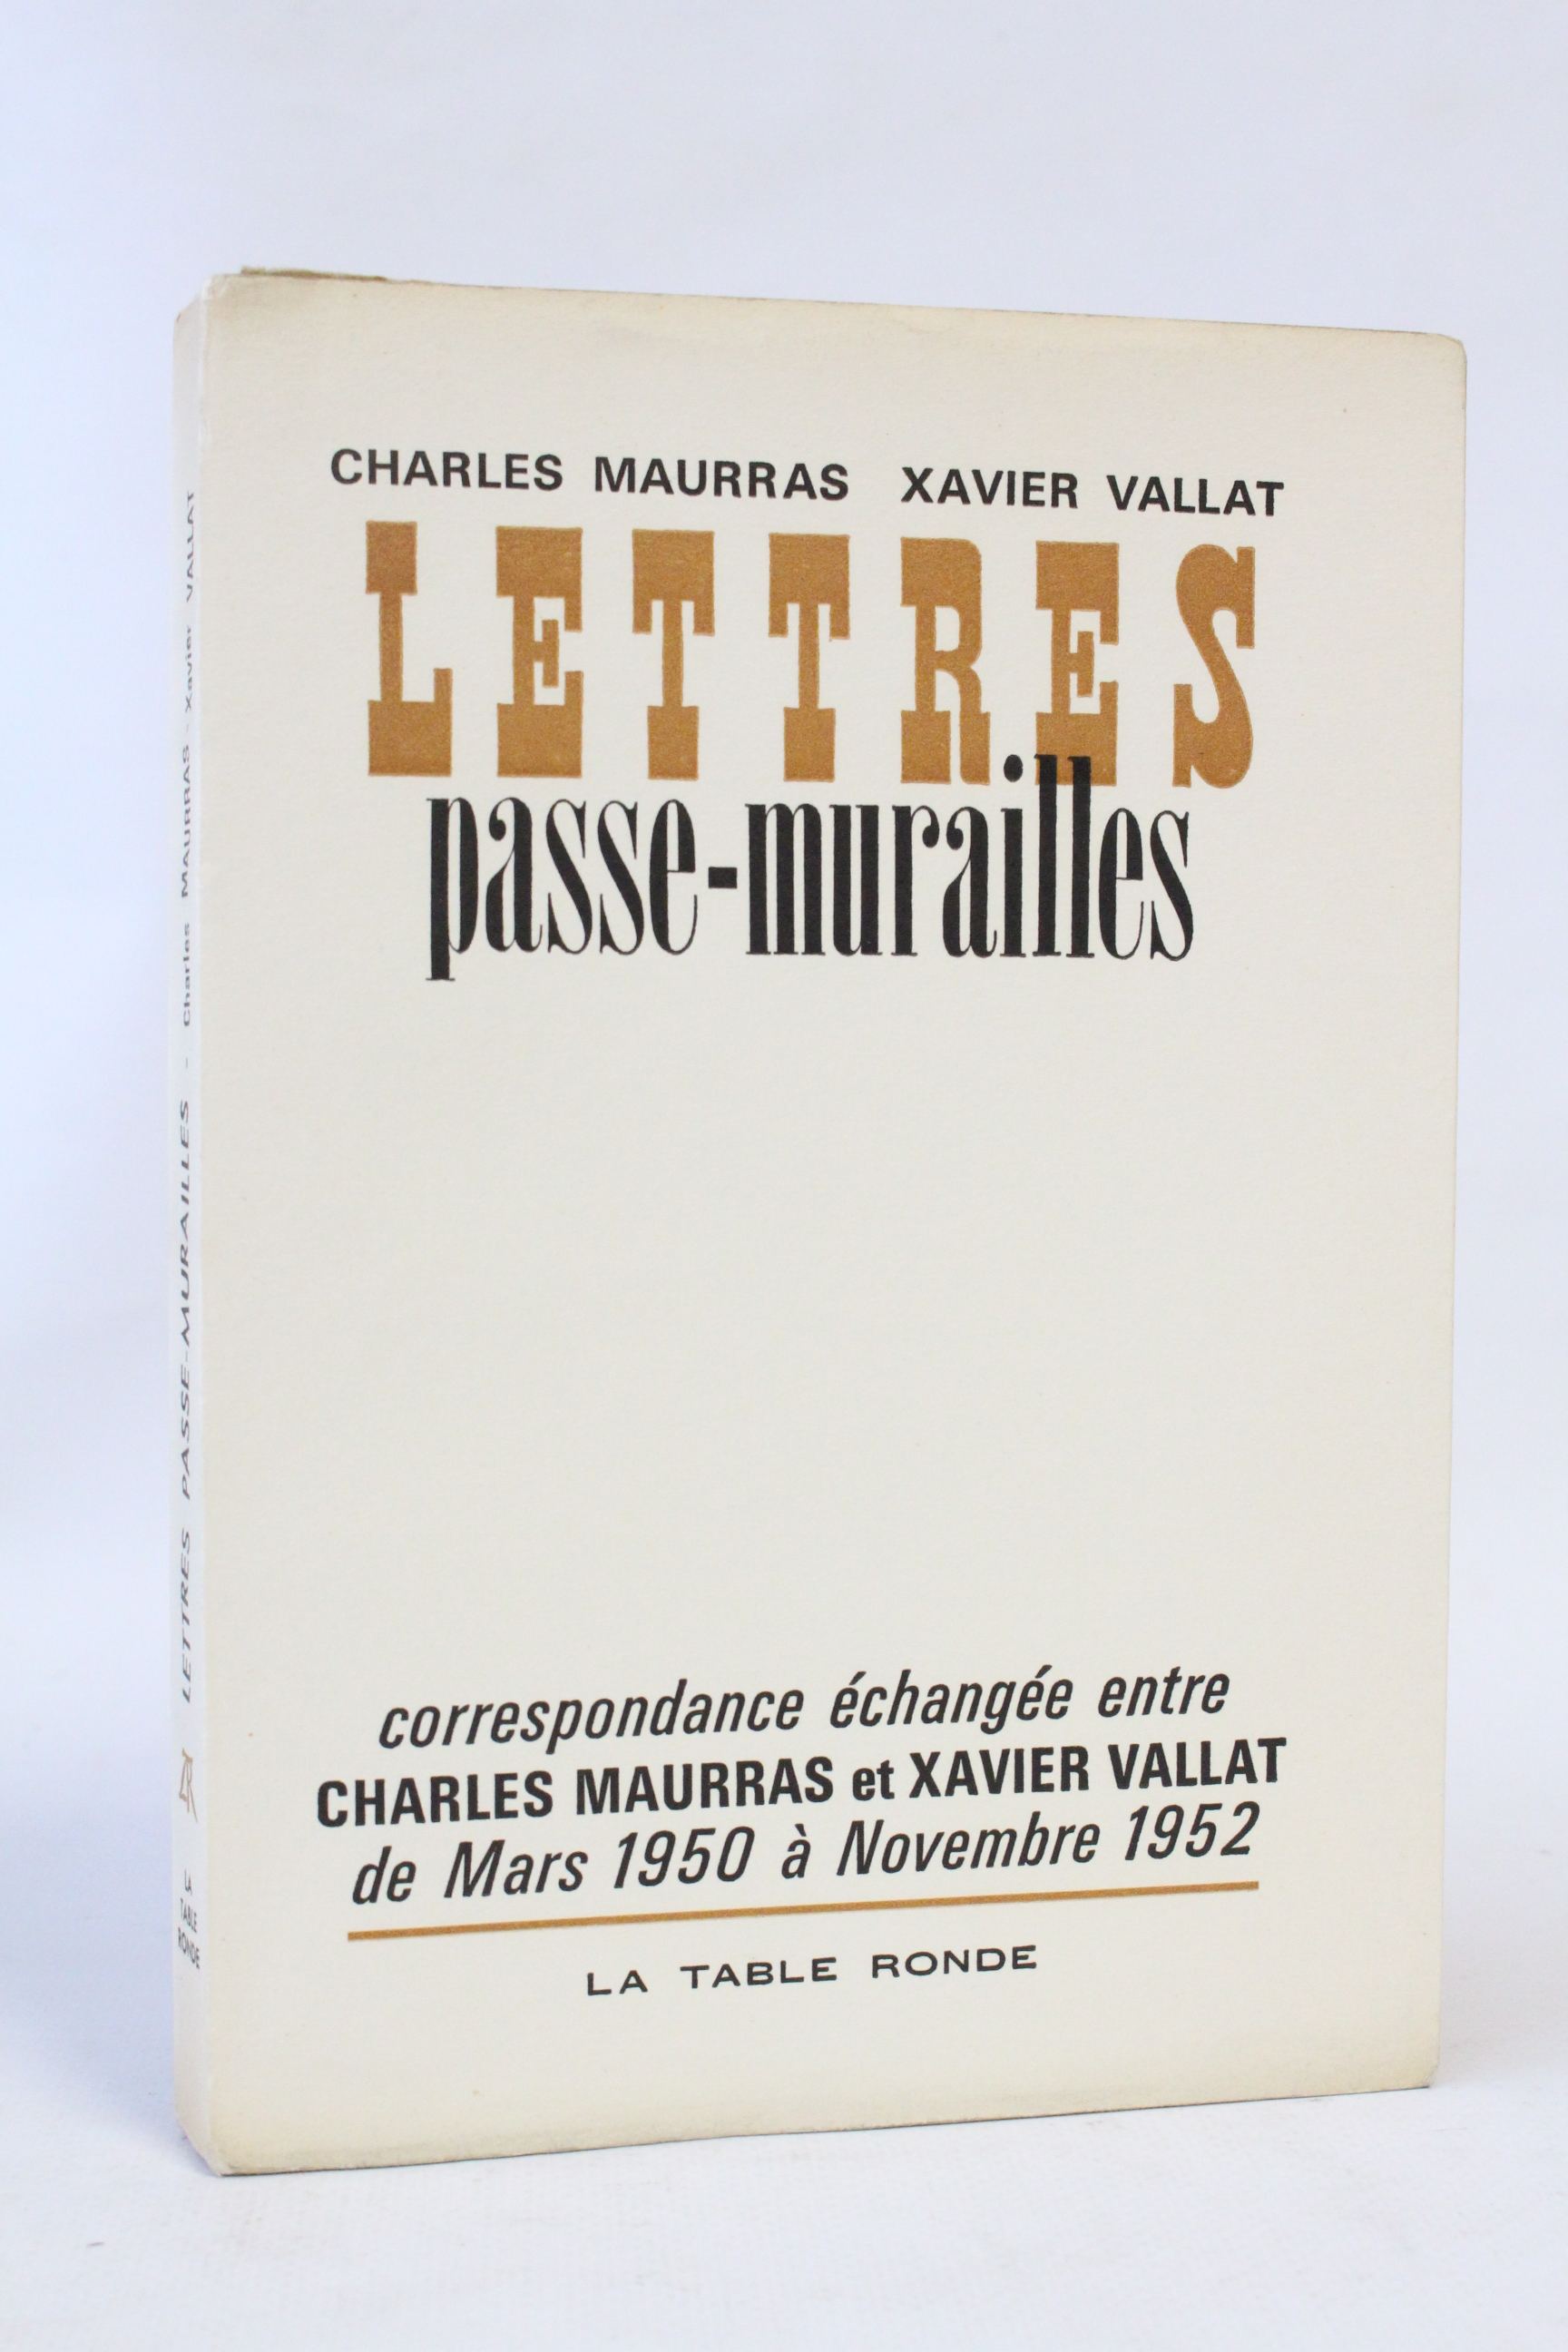 CHARLES MAURRAS XAVIER VALLAT
LETTRES
passe-murailles
correspondance échangée entre
CHARLES MAURRAS et XAVIER VALLAT
de Mars 1950 à Novembre 1952
LA TABLE RONDE
LETTRES PASSE-MURAILLES - Charles MAURRAS - Xavier VALLAT
LA
TABLE
RONDE